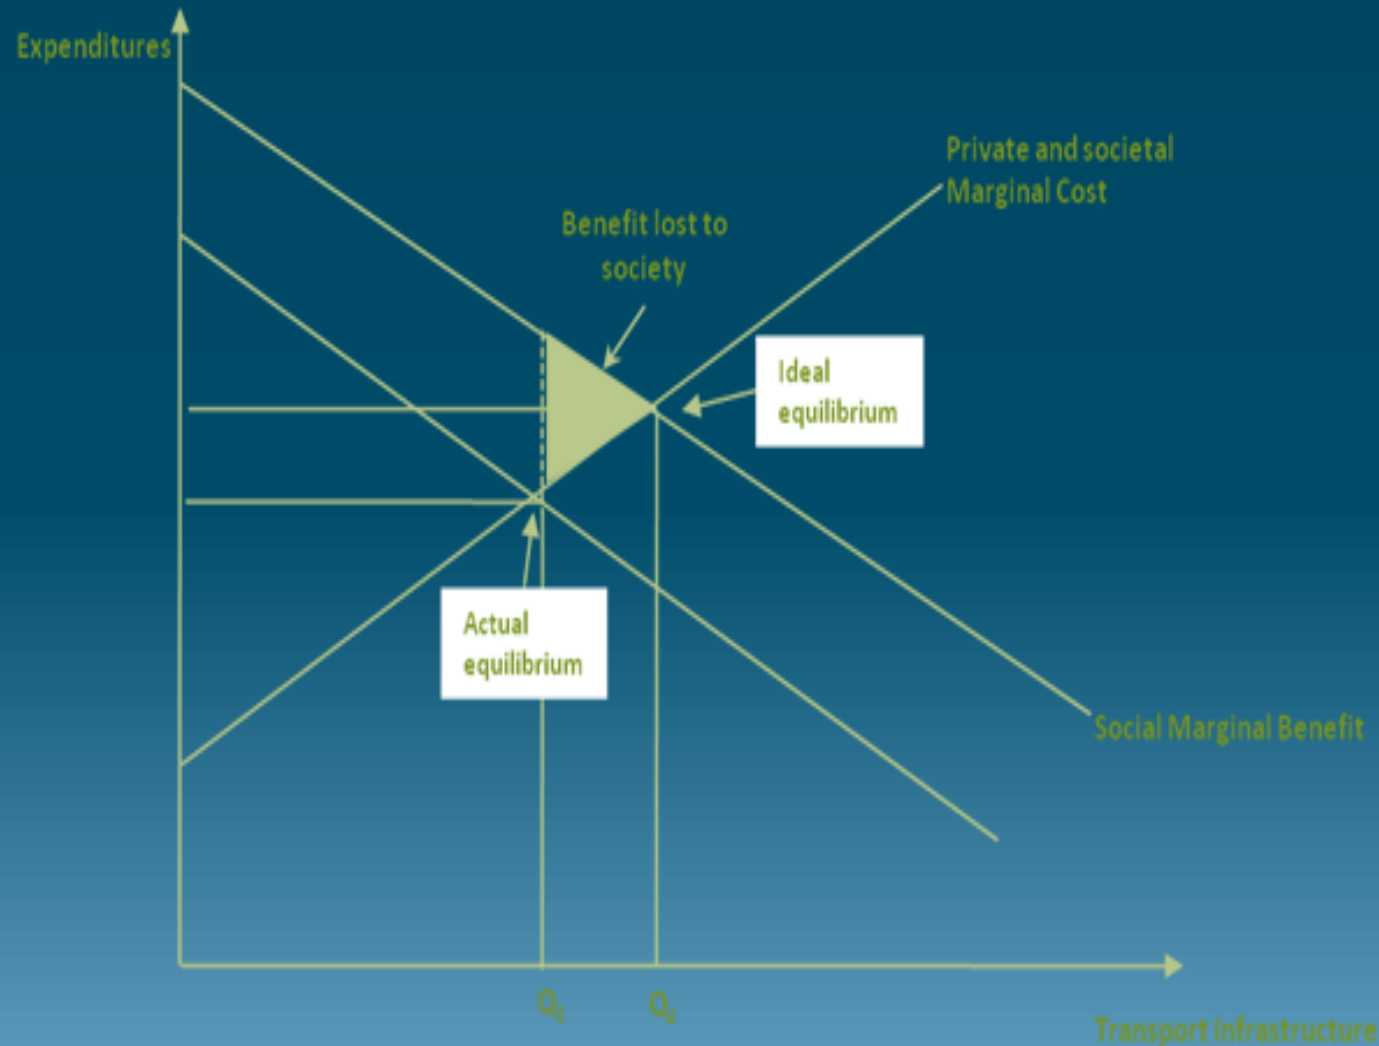 Expenditures
Private and societal
Marginal Cost
Benefit lost to
society
Ideal
equilibrium
Actual
equilibrium
Social Marginal Benefit
Q₁
Q₂
Transport Infrastructure